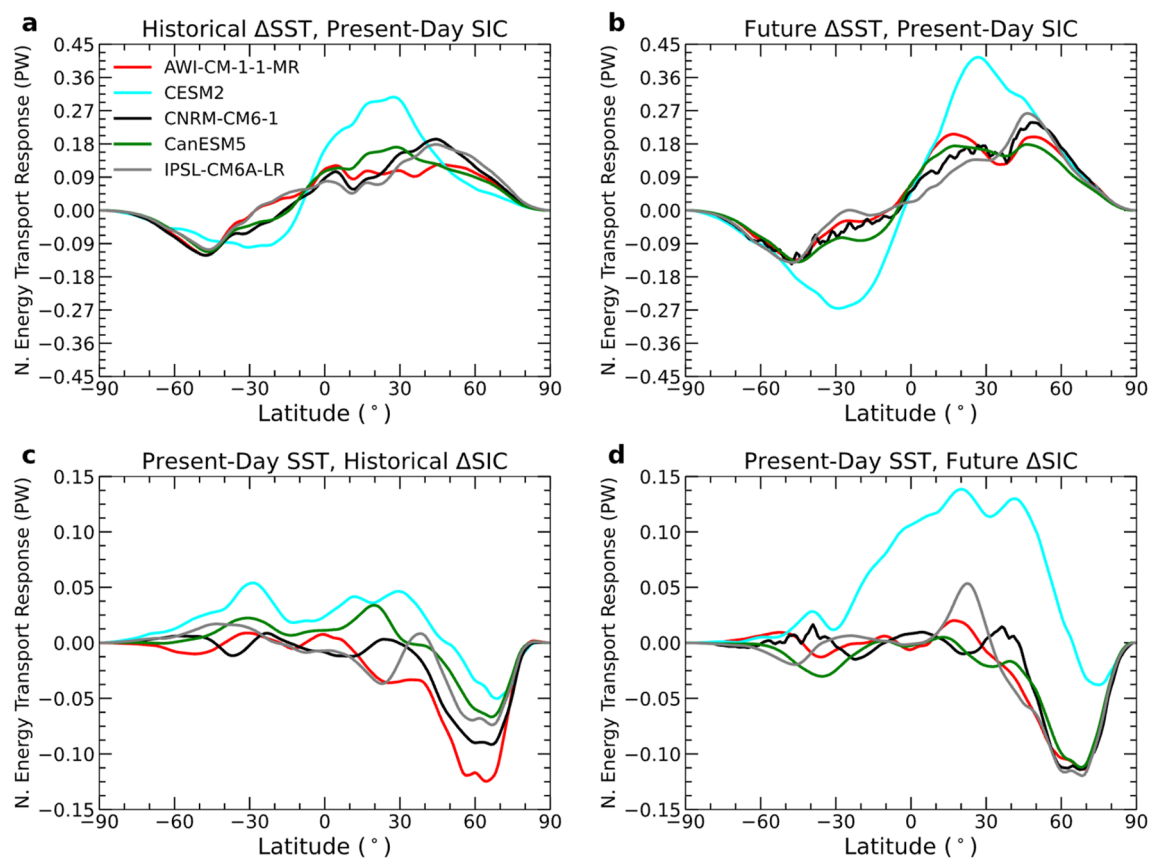 a
Historical ΔSST, Present-Day SIC
N. Energy Transport Response (PW)
0.45
0.36
0.27
0.18
0.09
0.00
−0.09
−0.18
−0.27
−0.36
−0.45
AWI-CM-1-1-MR
CESM2
CNRM-CM6-1
CanESM5
IPSL-CM6A-LR
−90 −60 −30 0 30 60 90
Latitude (°)
b
Future ΔSST, Present-Day SIC
N. Energy Transport Response (PW)
0.45
0.36
0.27
0.18
0.09
0.00
−0.09
−0.18
−0.27
−0.36
−0.45
−90 −60 −30 0 30 60 90
Latitude (°)
c
Present-Day SST, Historical ΔSIC
N. Energy Transport Response (PW)
0.15
0.10
0.05
0.00
−0.05
−0.10
−0.15
−90 −60 −30 0 30 60 90
Latitude (°)
d
Present-Day SST, Future ΔSIC
N. Energy Transport Response (PW)
0.15
0.10
0.05
0.00
−0.05
−0.10
−0.15
−90 −60 −30 0 30 60 90
Latitude (°)